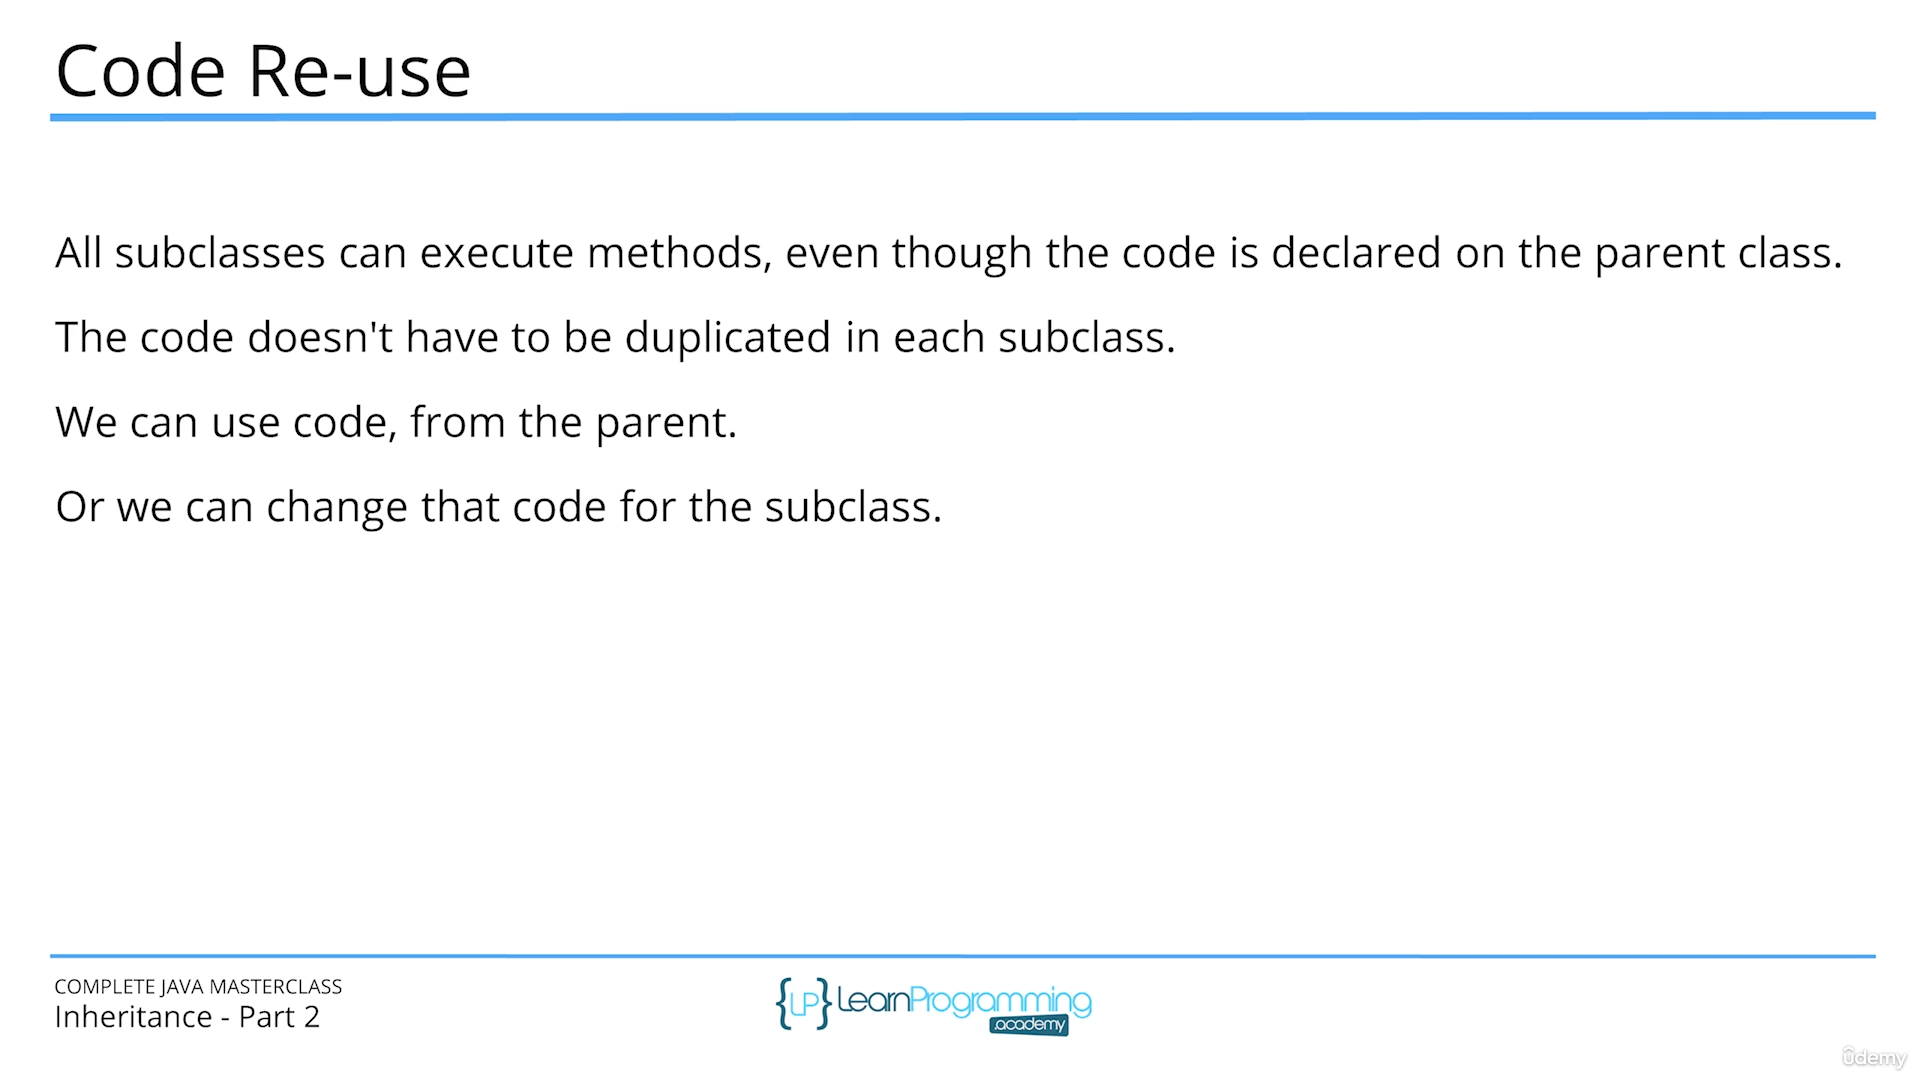 Code Re-use
All subclasses can execute methods, even though the code is declared on the parent class.
The code doesn't have to be duplicated in each subclass.
We can use code, from the parent.
Or we can change that code for the subclass.
COMPLETE JAVA MASTERCLASS
Inheritance - Part 2
{LP} LearnProgramming
.academy
ûdemy